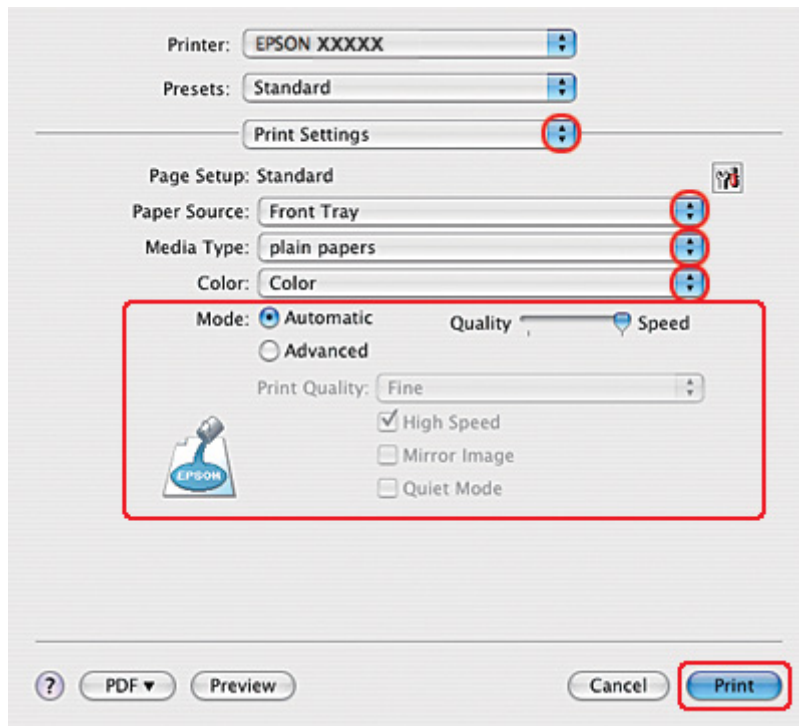 Printer: EPSON XXXXX
Presets: Standard
Print Settings
Page Setup: Standard
Paper Source: Front Tray
Media Type: plain papers
Color: Color
Mode: Automatic Quality Speed
Advanced
Print Quality: Fine
High Speed
EPSON Mirror Image
Quiet Mode
? PDF Preview Cancel Print